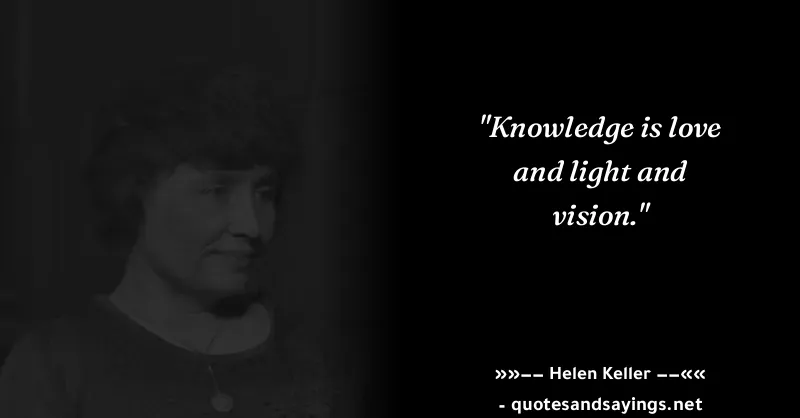 "Knowledge is love
and light and
vision."
»»–– Helen Keller ––««
- quotesandsayings.net